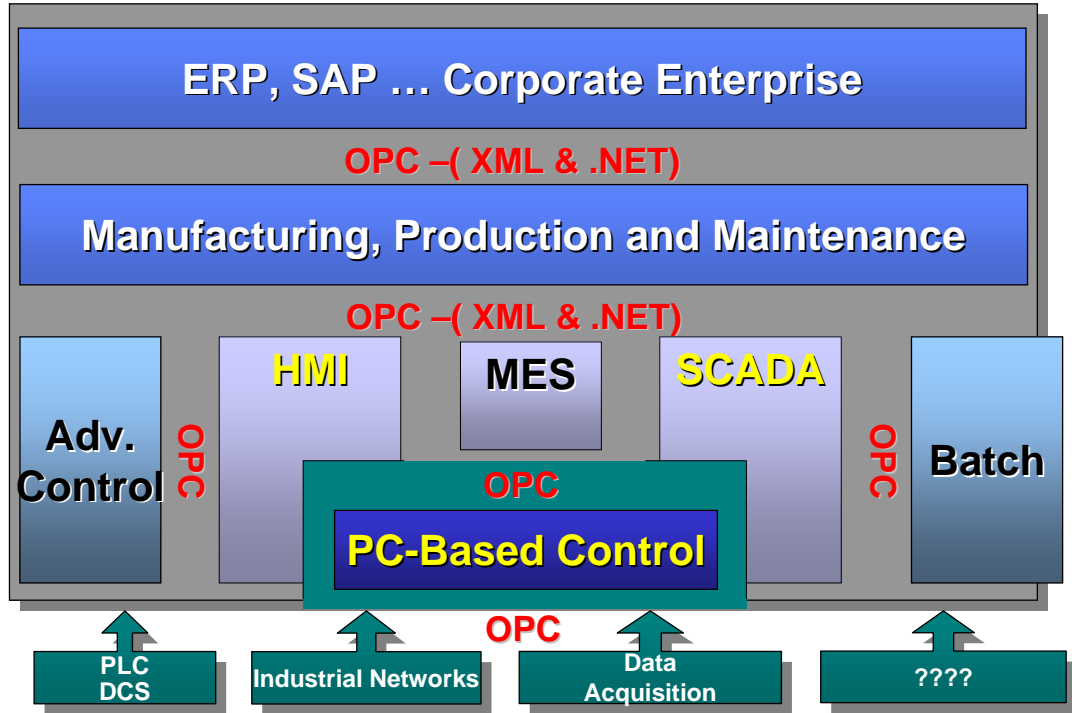 ERP, SAP … Corporate Enterprise
OPC –( XML & .NET)
Manufacturing, Production and Maintenance
OPC –( XML & .NET)
Adv.
Control
OPC
HMI
MES
SCADA
OPC
Batch
OPC
PC-Based Control
OPC
PLC
DCS
Industrial Networks
Data
Acquisition
????